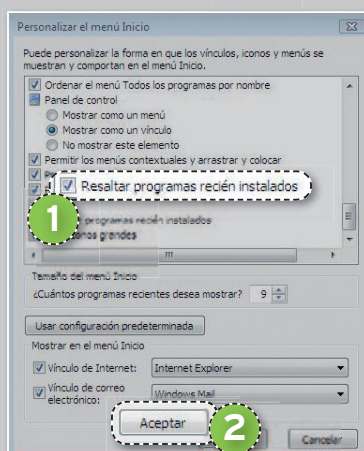 Personalizar el menú Inicio
Puede personalizar la forma en que los vínculos, iconos y menús se
muestran y comportan en el menú Inicio.
Ordenar el menú Todos los programas por nombre
Panel de control
Mostrar como un menú
Mostrar como un vínculo
No mostrar este elemento
Permitir los menús contextuales y arrastrar y colocar
Resaltar programas recién instalados
1
programas recién instalados
grandes
Tamaño del menú Inicio
¿Cuántos programas recientes desea mostrar? 9
Usar configuración predeterminada
Mostrar en el menú Inicio
Vínculo de Internet: Internet Explorer
Vínculo de correo
electrónico: Windows Mail
Aceptar 2
Cancelar